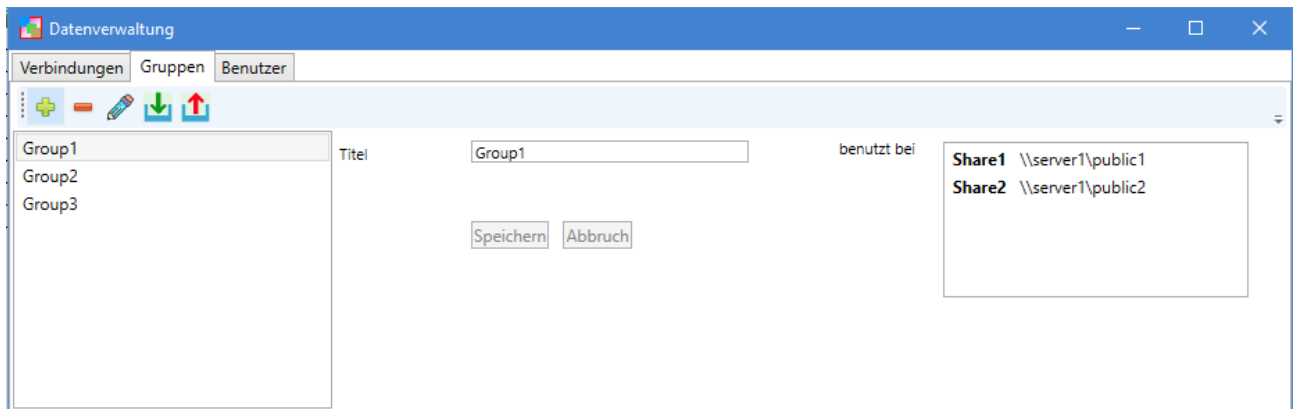 Datenverwaltung
Verbindungen Gruppen Benutzer
Group1
Group2
Group3
Titel Group1
Speichern Abbruch
benutzt bei
Share1 \\server1\public1
Share2 \\server1\public2